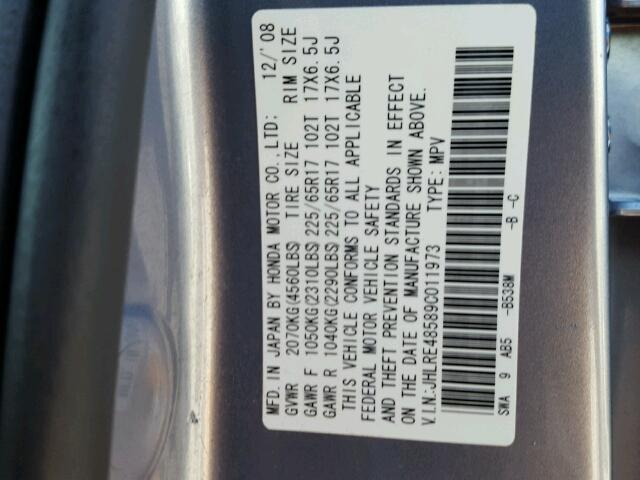 MFD. IN JAPAN BY HONDA MOTOR CO.,LTD: 12/'08
GVWR 2070KG(4560LBS) TIRE SIZE RIM SIZE
GAWR F 1050KG(2310LBS) 225/65R17 102T 17X6.5J
GAWR R 1040KG(2290LBS) 225/65R17 102T 17X6.5J
THIS VEHICLE CONFORMS TO ALL APPLICABLE
FEDERAL MOTOR VEHICLE SAFETY
AND THEFT PREVENTION STANDARDS IN EFFECT
ON THE DATE OF MANUFACTURE SHOWN ABOVE.
V.I.N:JHLRE48589C011973 TYPE: MPV
SWA 9 AB5 -B538M -B -C